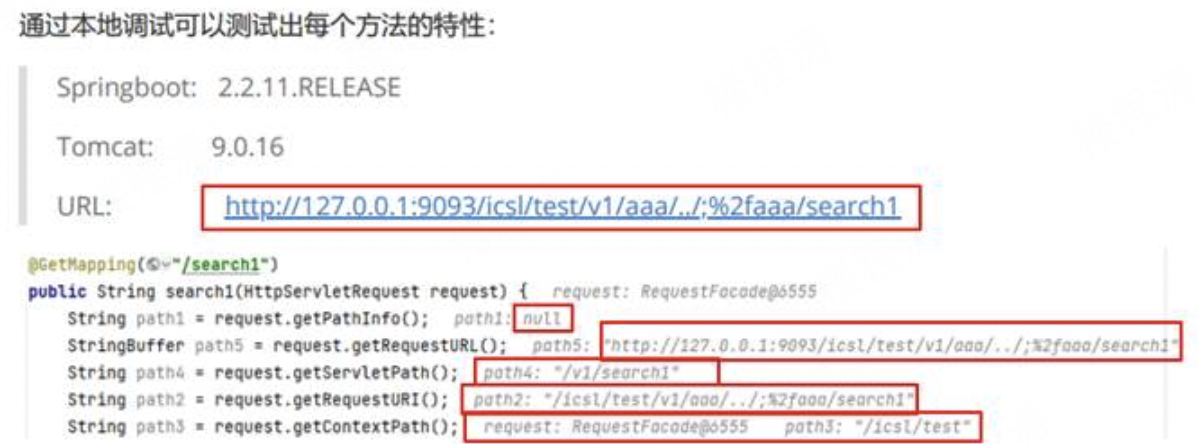 通过本地调试可以测试出每个方法的特性：
Springboot: 2.2.11.RELEASE
Tomcat: 9.0.16
URL: http://127.0.0.1:9093/icsl/test/v1/aaa/../;%2faaa/search1
@GetMapping("/search1")
public String search1(HttpServletRequest request) { request: RequestFacade@6555
String path1 = request.getPathInfo(); path1: null
StringBuffer path5 = request.getRequestURL(); path5: "http://127.0.0.1:9093/icsl/test/v1/aaa/../;%2faaa/search1"
String path4 = request.getServletPath(); path4: "/v1/search1"
String path2 = request.getRequestURI(); path2: "/icsl/test/v1/aaa/../;%2faaa/search1"
String path3 = request.getContextPath(); request: RequestFacade@6555 path3: "/icsl/test"